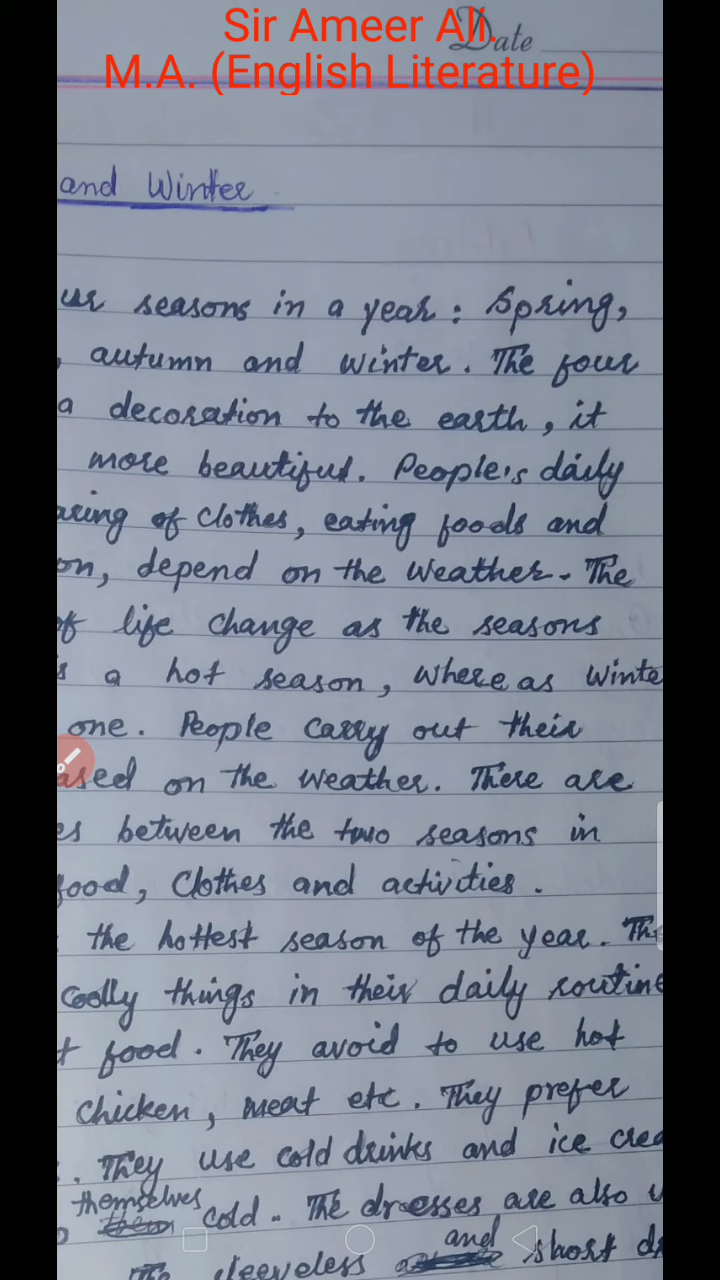 Sir Ameer Ali.
Date
M.A. (English Literature)
and Winter
ur seasons in a year: Spring,
, autumn and winter. The four
a decoration to the earth, it
more beautiful. People's daily
aring of clothes, eating foods and
on, depend on the weather. The
of life change as the seasons
s a hot season, where as winte
one. People carry out their
ased on the weather. There are
es between the two seasons in
food, clothes and activities.
the hottest season of the year. The
coolly things in their daily routine
t food. They avoid to use hot
chicken, meat etc. They prefer
. They use cold drinks and ice crea
themselves cold. The dresses are also
sleeveless and short